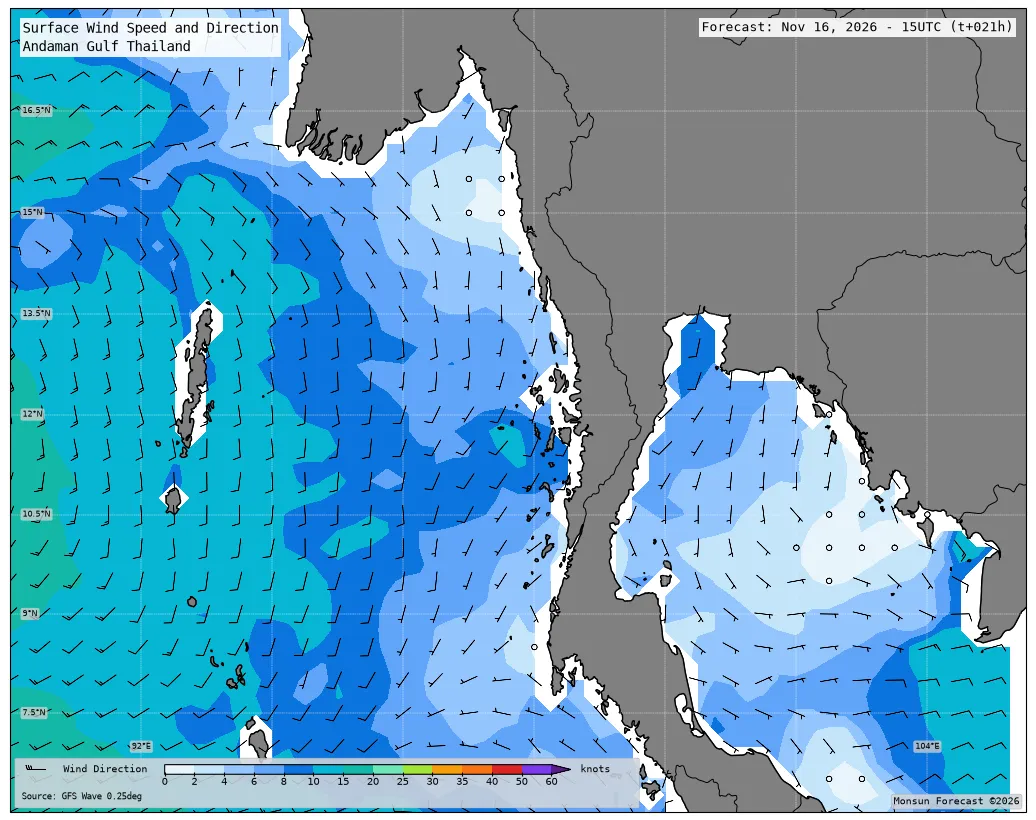 Surface Wind Speed and Direction
Andaman Gulf Thailand
Forecast: Nov 16, 2026 - 15UTC (t+021h)
16.5°N
15°N
13.5°N
12°N
10.5°N
9°N
7.5°N
92°E
104°E
Wind Direction
0 2 4 6 8 10 15 20 25 30 35 40 50 60
knots
Source: GFS Wave 0.25deg
Monsun Forecast ©2026